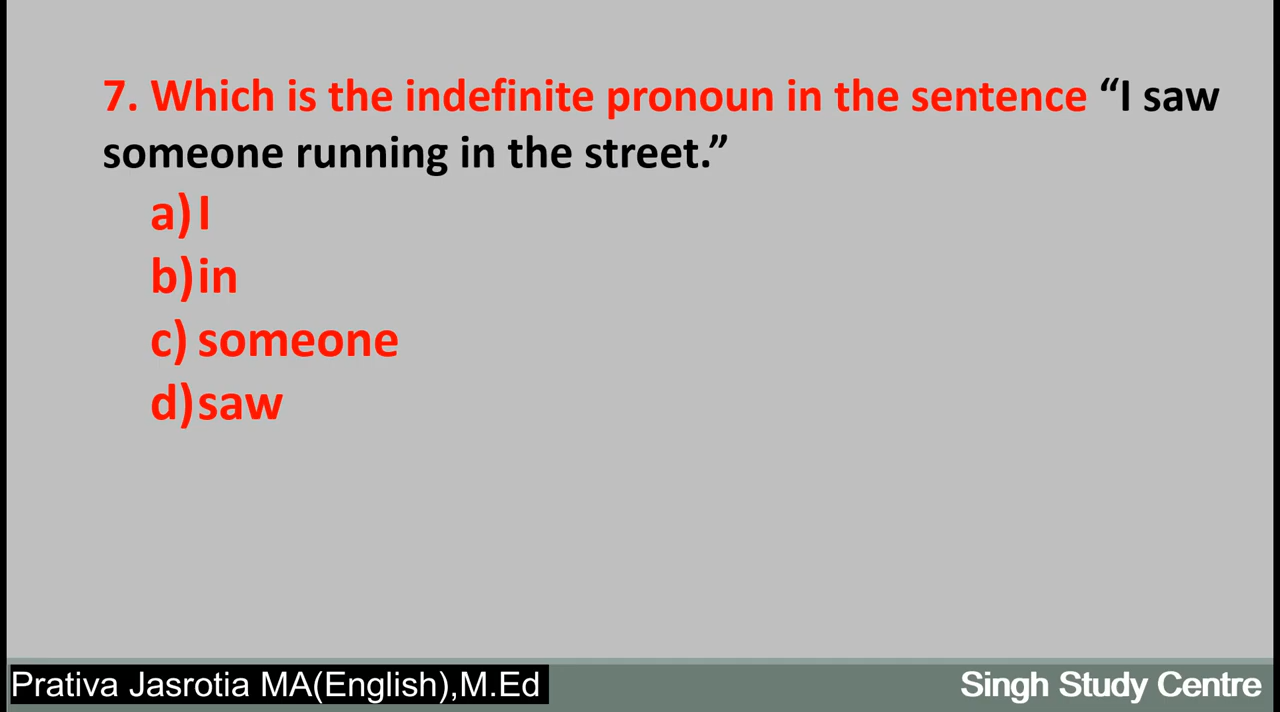 7. Which is the indefinite pronoun in the sentence “I saw
someone running in the street.”
a) I
b) in
c) someone
d) saw
Prativa Jasrotia MA(English),M.Ed
Singh Study Centre